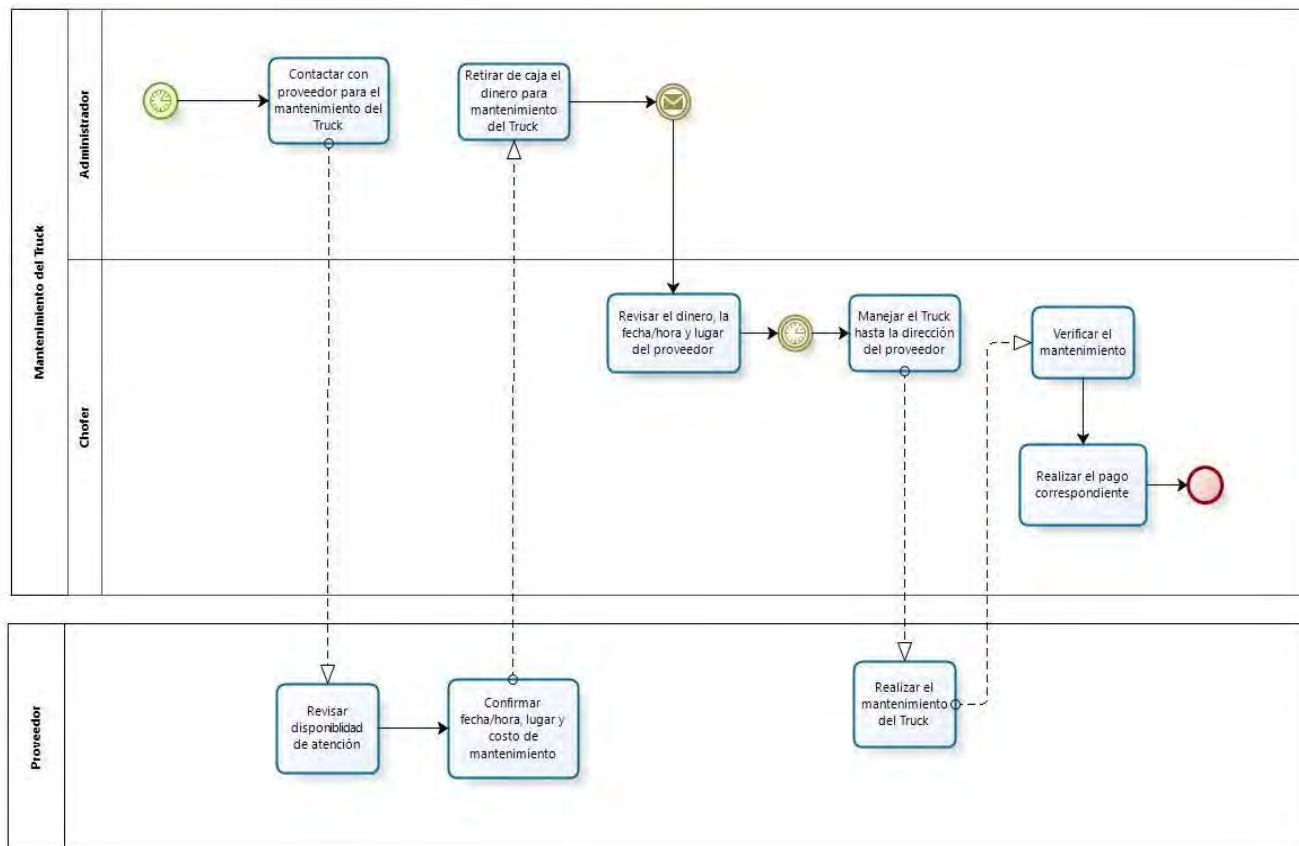 Mantenimiento del Truck
Administrador
Contactar con
proveedor para el
mantenimiento del
Truck
Retirar de caja el
dinero para
mantenimiento
del Truck
Chofer
Revisar el dinero, la
fecha/hora y lugar
del proveedor
Manejar el Truck
hasta la dirección
del proveedor
Verificar el
mantenimiento
Realizar el pago
correspondiente
Proveedor
Revisar
disponiblidad
de atención
Confirmar
fecha/hora, lugar y
costo de
mantenimiento
Realizar el
mantenimiento
del Truck